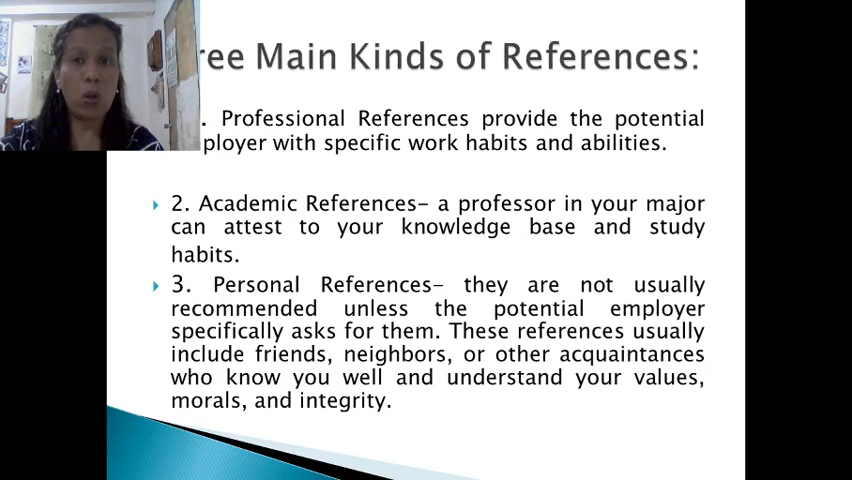 ree Main Kinds of References:
. Professional References provide the potential
ployer with specific work habits and abilities.
2. Academic References– a professor in your major
can attest to your knowledge base and study
habits.
3. Personal References– they are not usually
recommended unless the potential employer
specifically asks for them. These references usually
include friends, neighbors, or other acquaintances
who know you well and understand your values,
morals, and integrity.